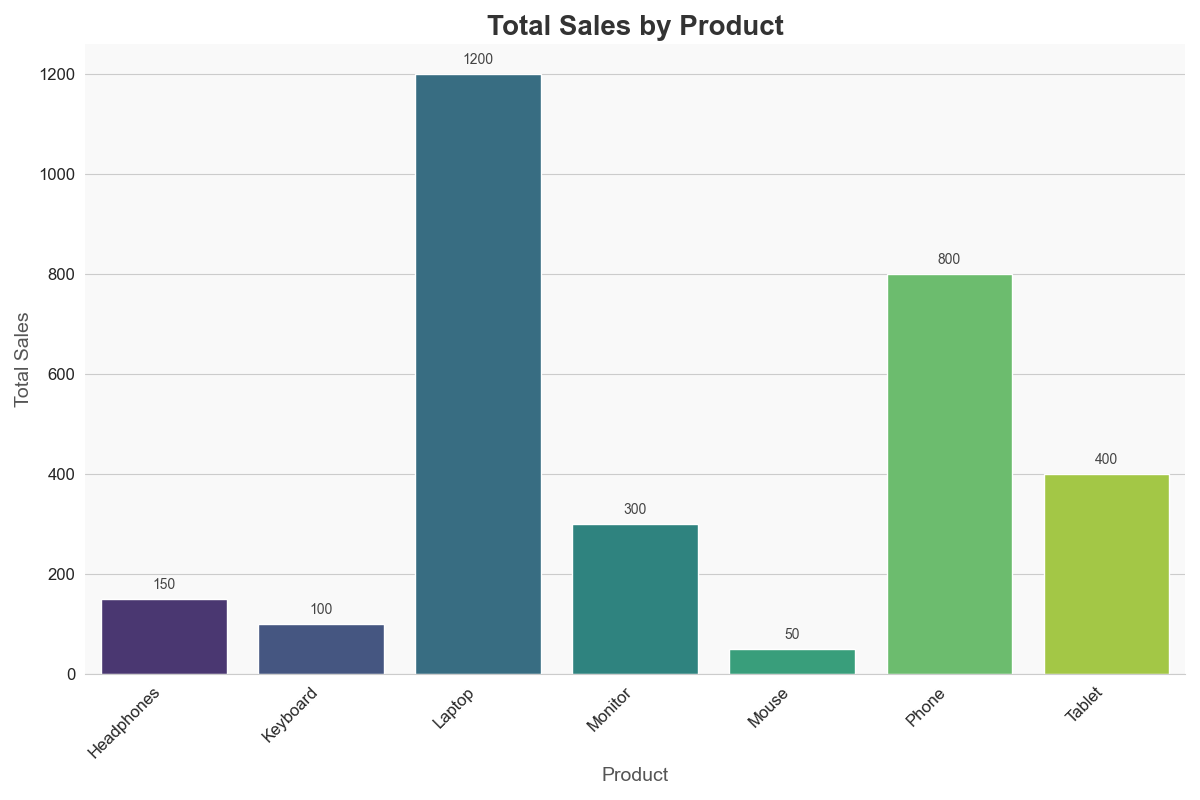 Total Sales by Product
Total Sales
1200
1000
800
600
400
200
0
150
100
1200
300
50
800
400
Headphones
Keyboard
Laptop
Monitor
Mouse
Phone
Tablet
Product